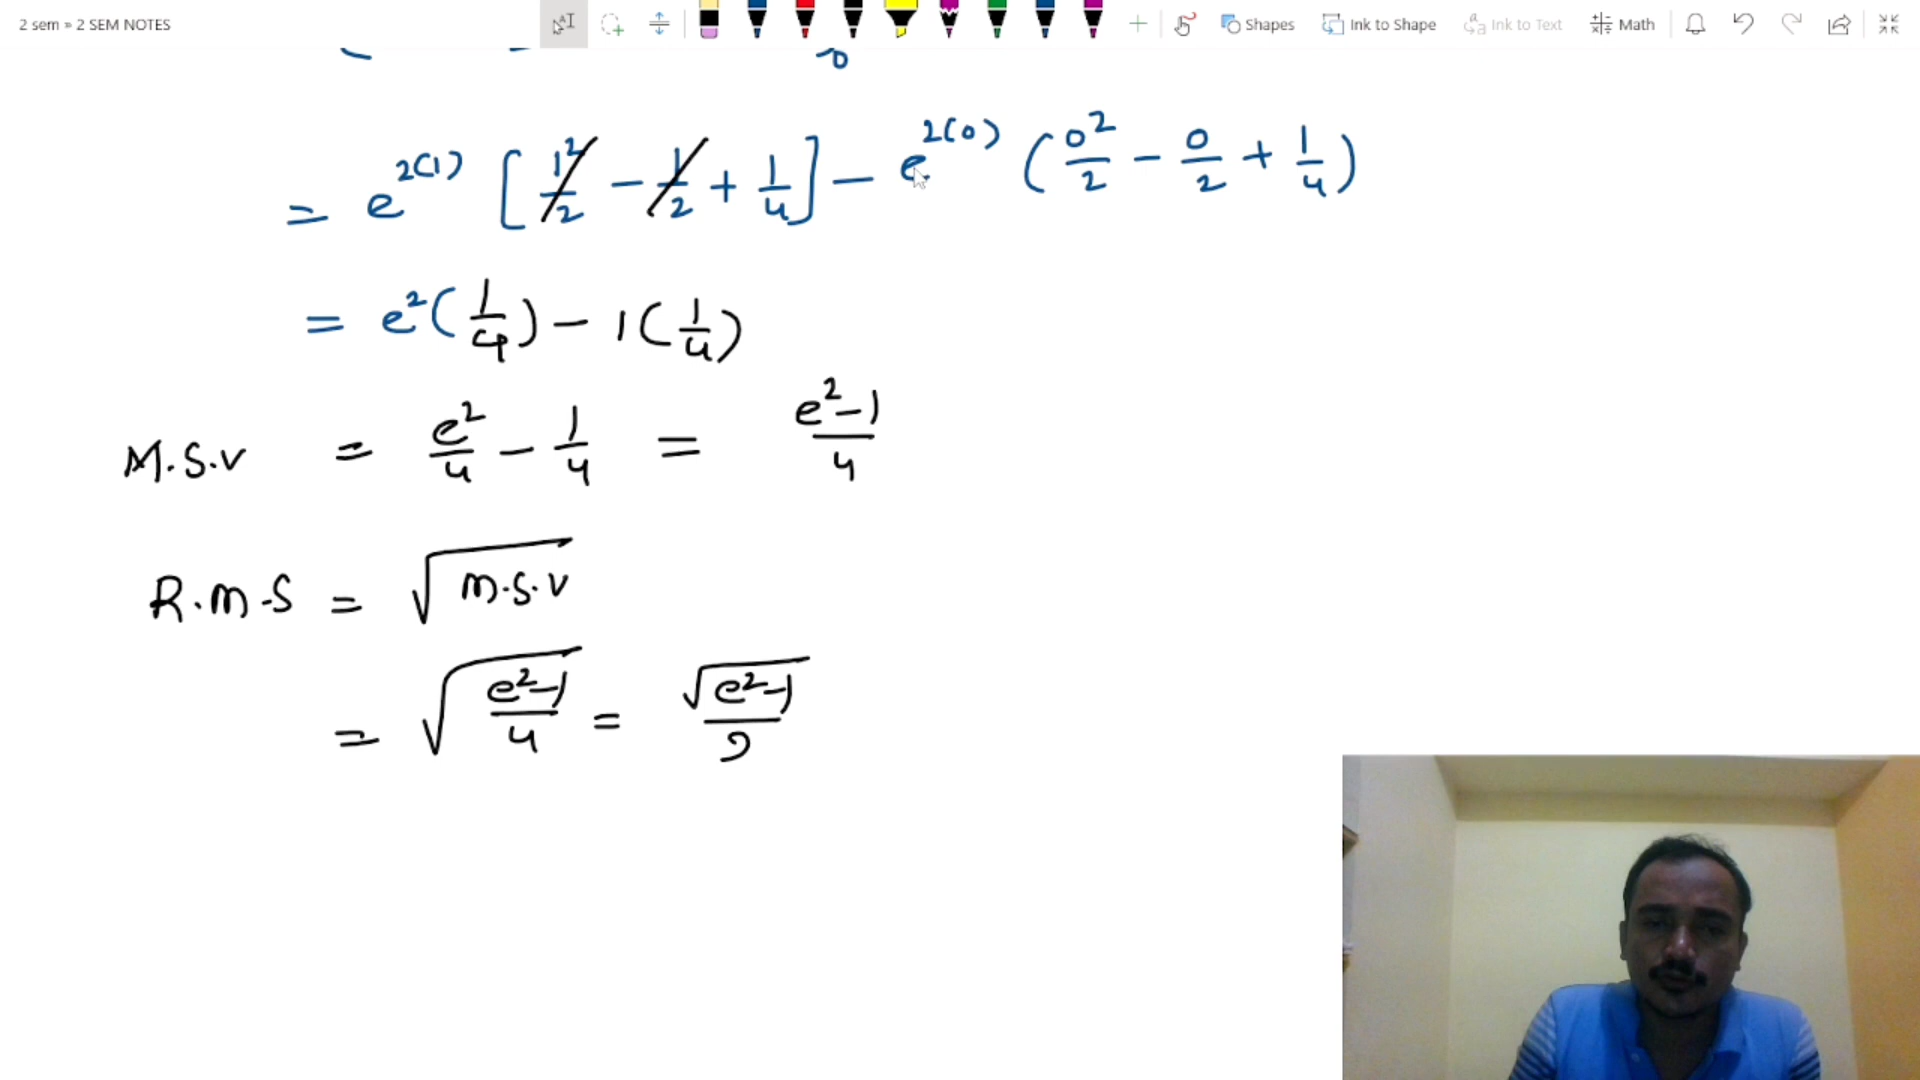 2 sem » 2 SEM NOTES Shapes Ink to Shape Ink to Text Math
= e^{2(1)} [ 1²/2 - 1/2 + 1/4 ] - e^{2(0)} ( 0²/2 - 0/2 + 1/4 )
= e² ( 1/4 ) - 1 ( 1/4 )
M.S.V = e²/4 - 1/4 = e²-1/4
R.M.S = √M.S.V
= √(e²-1/4) = √(e²-1)/2